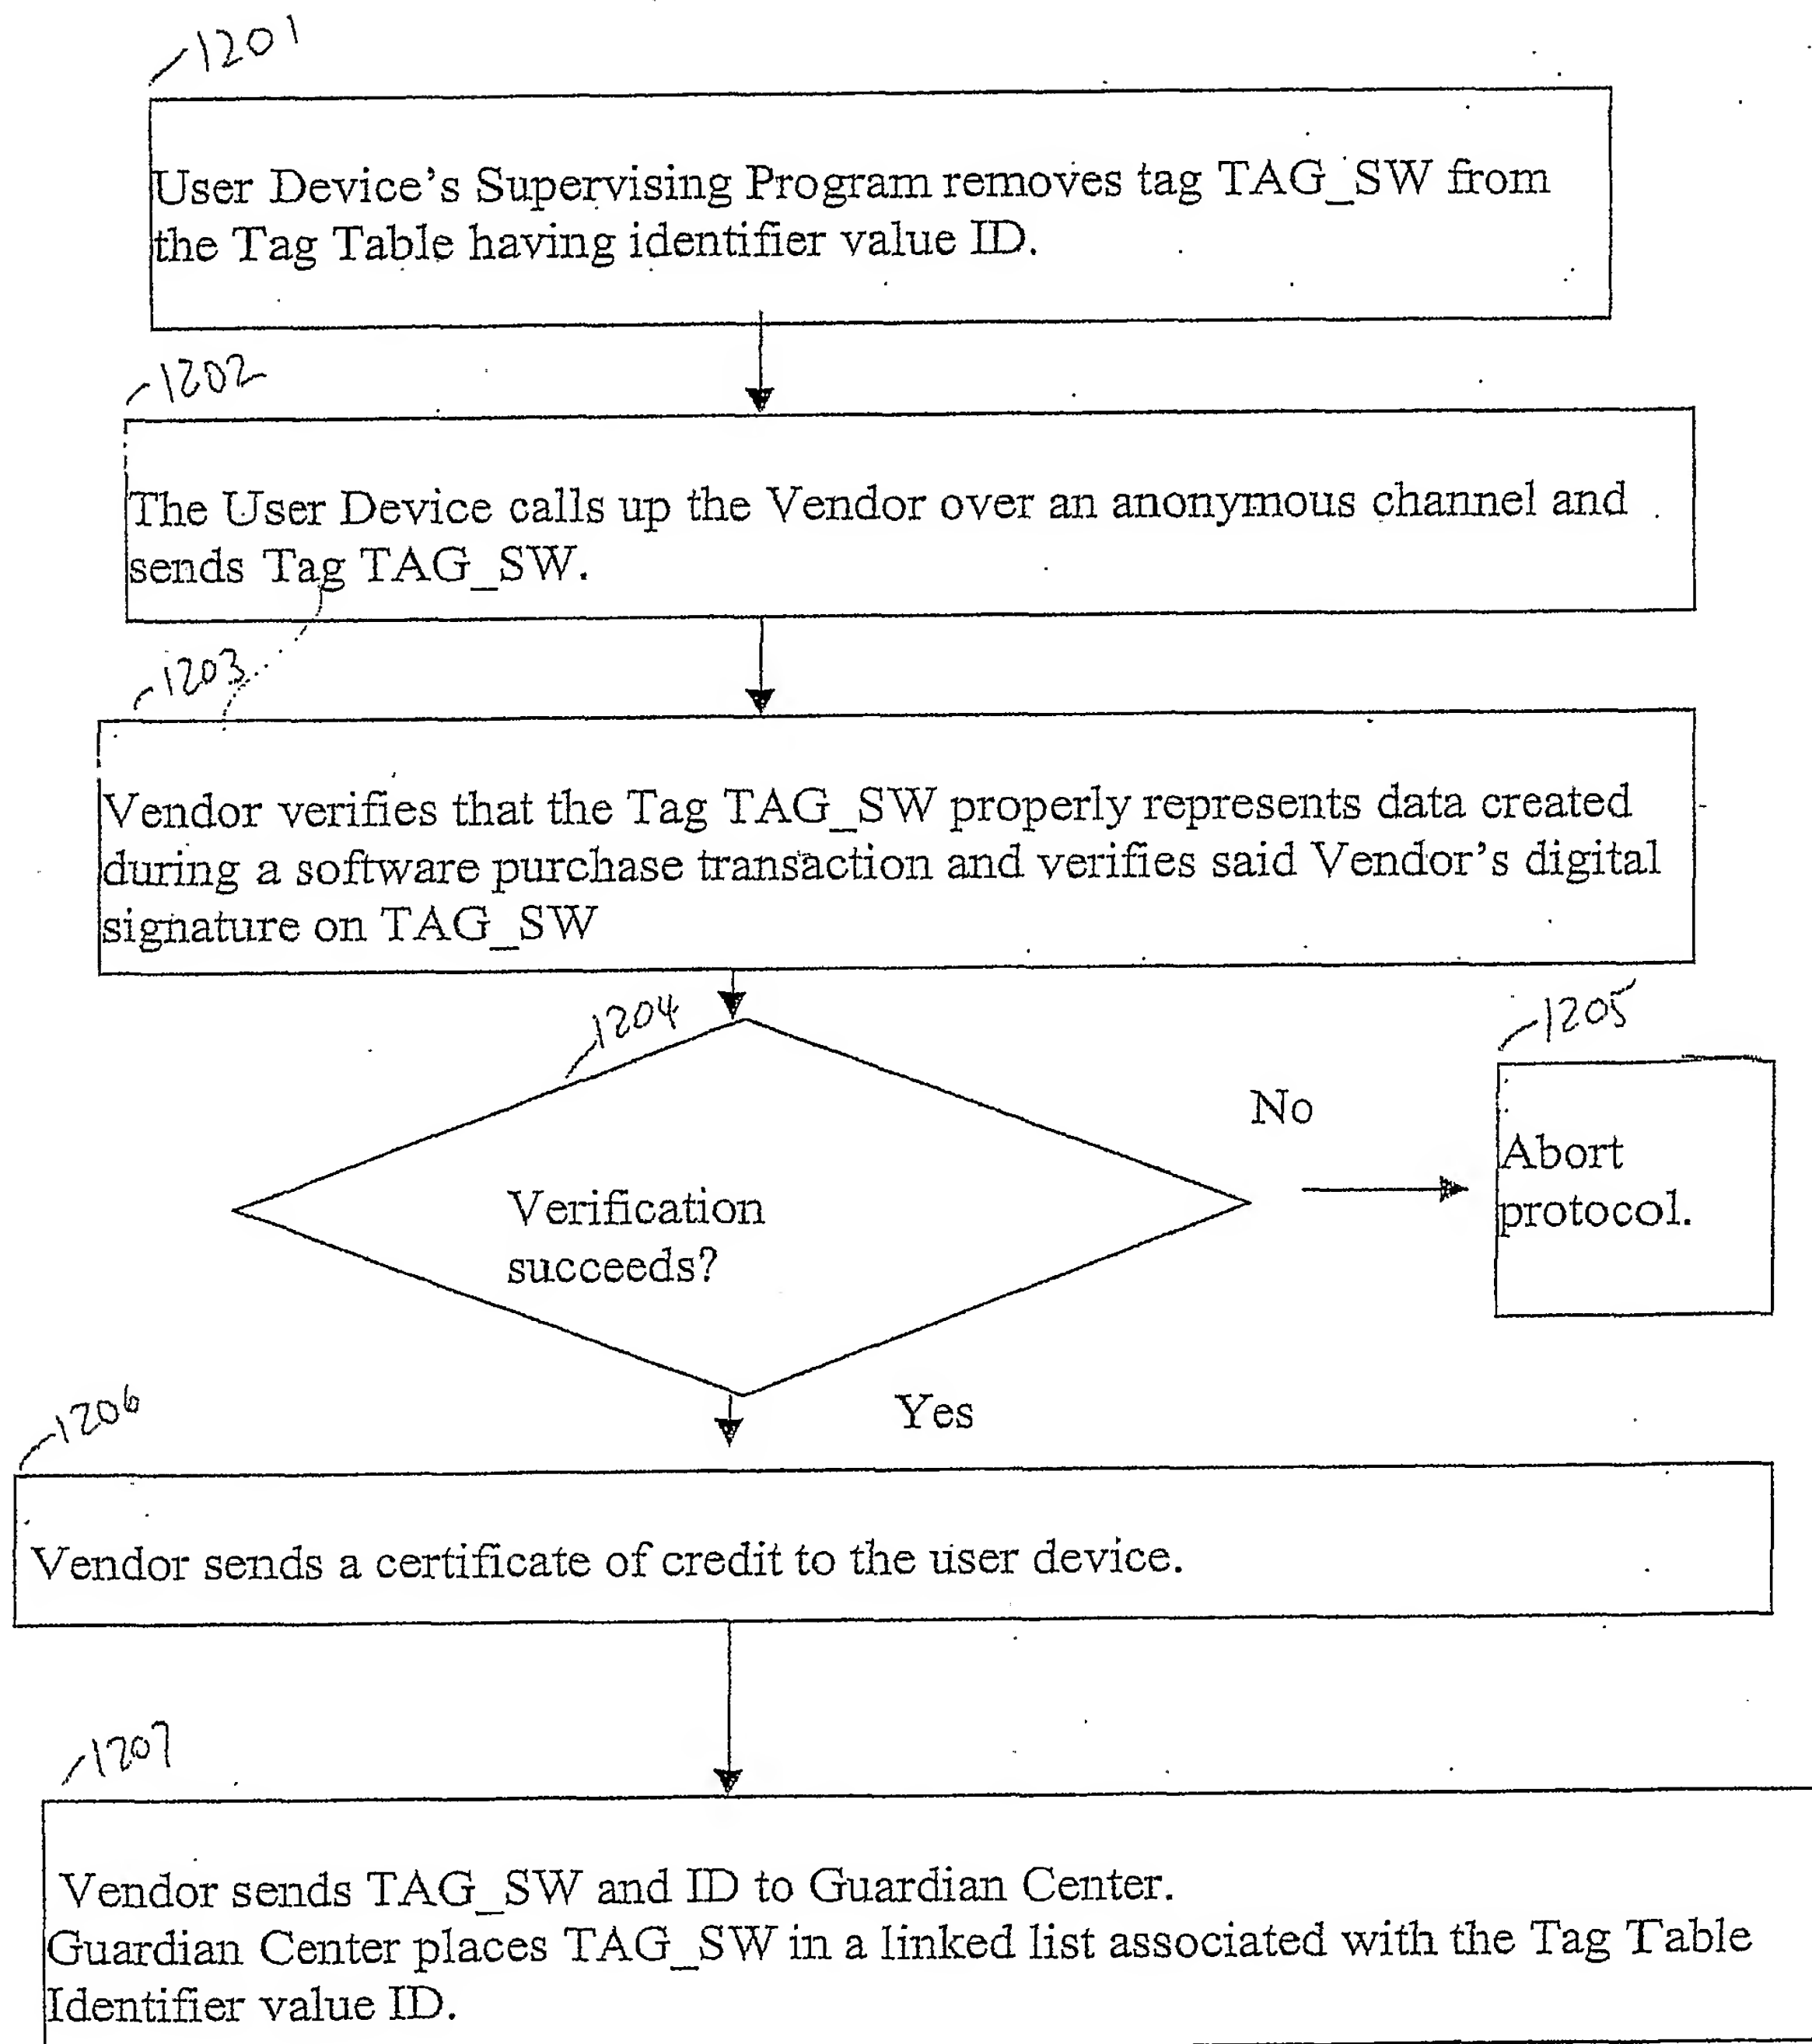 1201
User Device's Supervising Program removes tag TAG_SW from
the Tag Table having identifier value ID.
1202
The User Device calls up the Vendor over an anonymous channel and
sends Tag TAG_SW.
1203
Vendor verifies that the Tag TAG_SW properly represents data created
during a software purchase transaction and verifies said Vendor's digital
signature on TAG_SW
1204
1205
No
Abort
protocol.
Verification
succeeds?
Yes
1206
Vendor sends a certificate of credit to the user device.
1207
Vendor sends TAG_SW and ID to Guardian Center.
Guardian Center places TAG_SW in a linked list associated with the Tag Table
Identifier value ID.